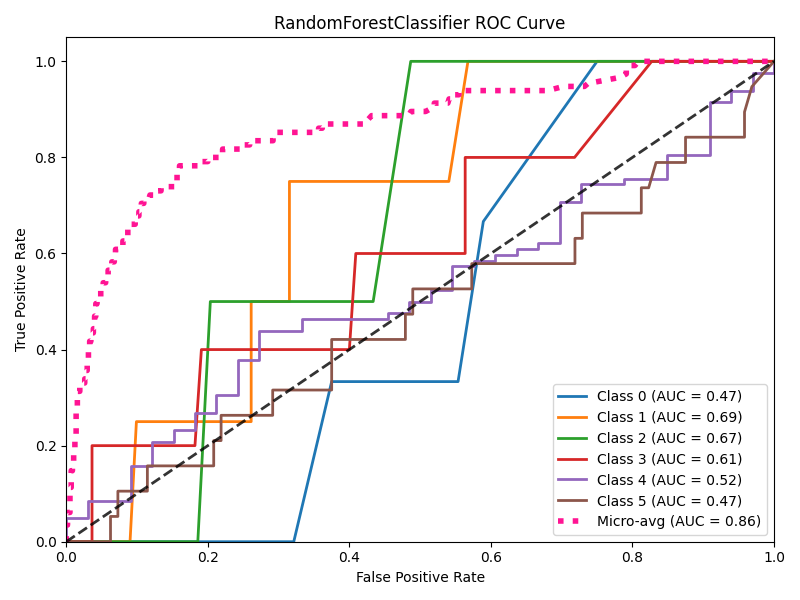 RandomForestClassifier ROC Curve
True Positive Rate
1.0
0.8
0.6
0.4
0.2
0.0
0.0 0.2 0.4 0.6 0.8 1.0
False Positive Rate
Class 0 (AUC = 0.47)
Class 1 (AUC = 0.69)
Class 2 (AUC = 0.67)
Class 3 (AUC = 0.61)
Class 4 (AUC = 0.52)
Class 5 (AUC = 0.47)
Micro-avg (AUC = 0.86)